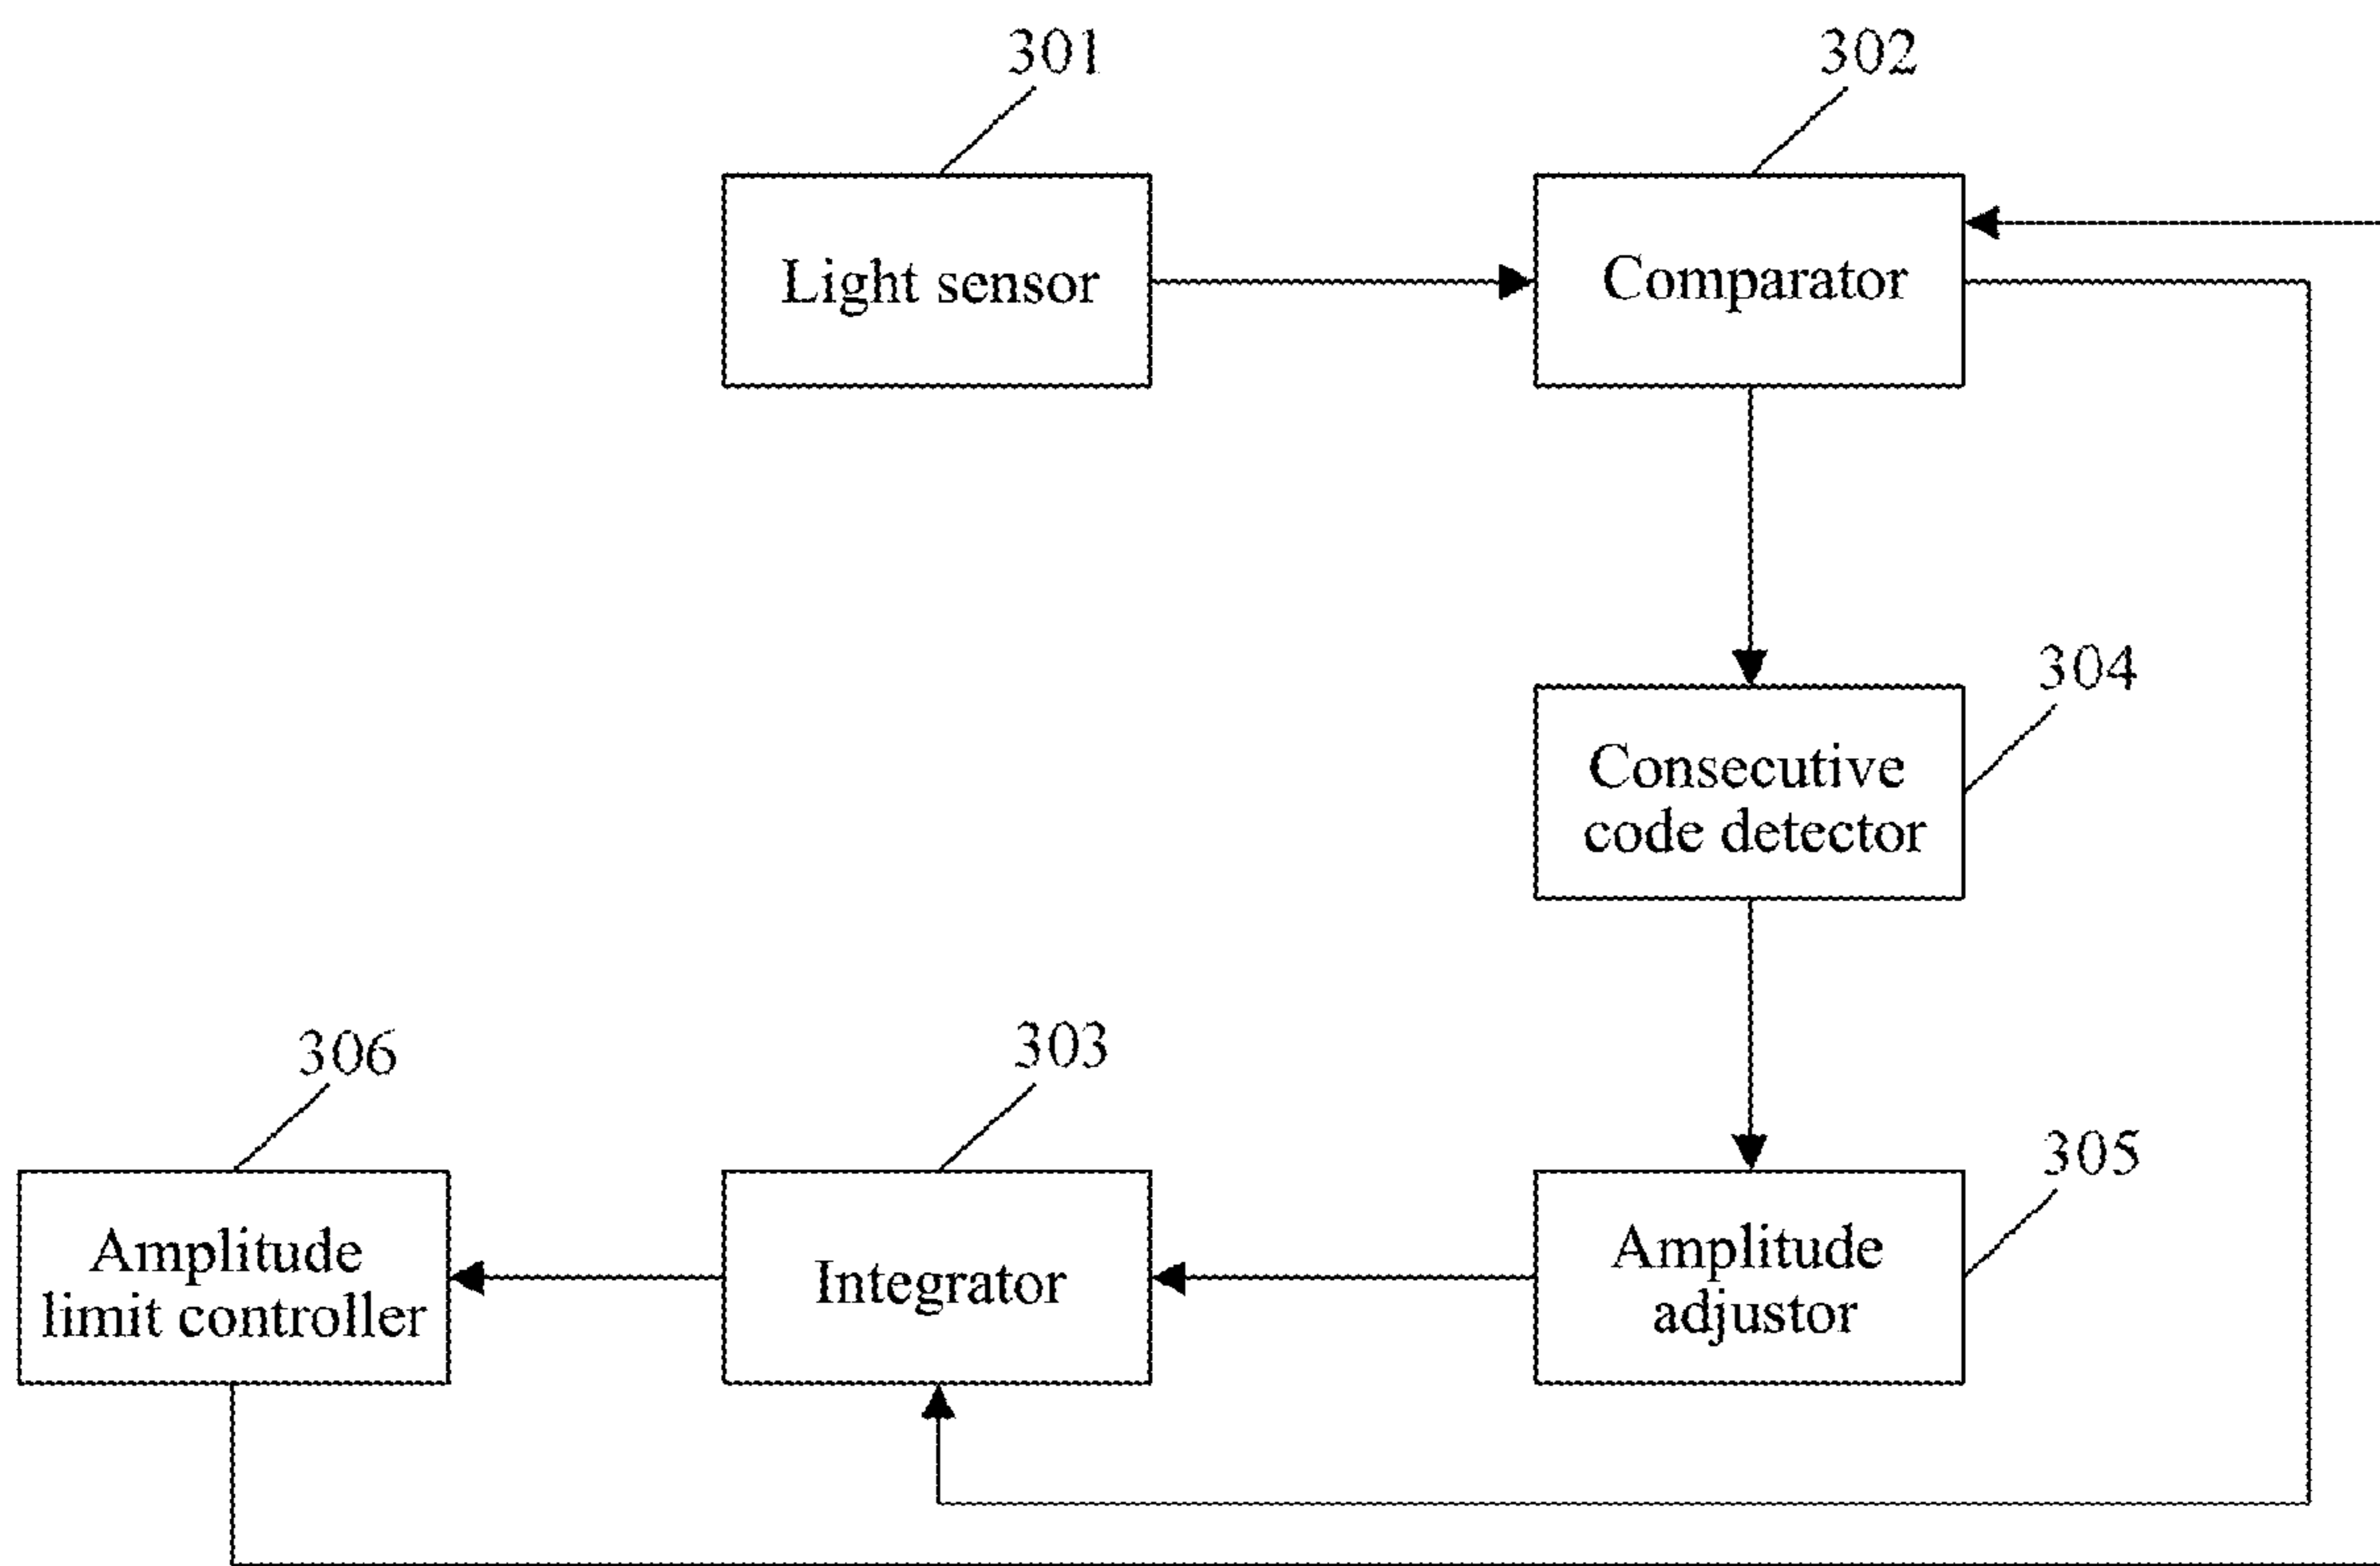 301
302
Light sensor
Comparator
304
Consecutive
code detector
306
303
305
Amplitude
limit controller
Integrator
Amplitude
adjustor